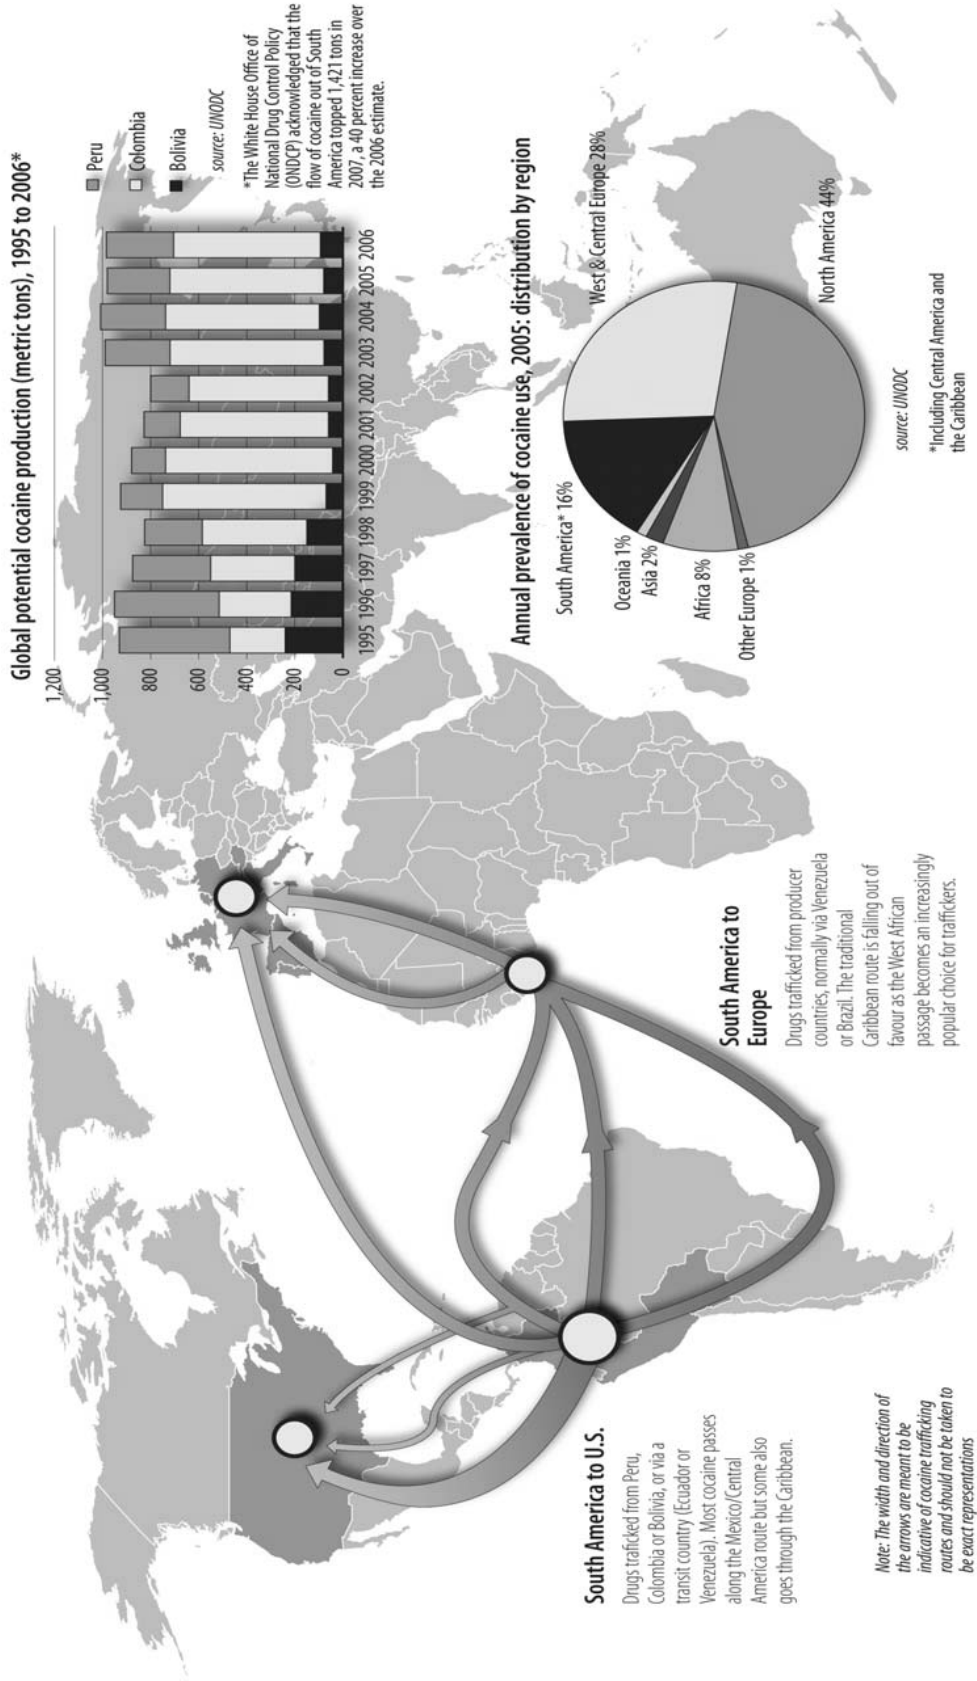 Global potential cocaine production (metric tons), 1995 to 2006*
1,200
1,000
800
600
400
200
0
1995 1996 1997 1998 1999 2000 2001 2002 2003 2004 2005 2006
Peru
Colombia
Bolivia
source: UNODC
*The White House Office of
National Drug Control Policy
(ONDCP) acknowledged that the
flow of cocaine out of South
America topped 1,421 tons in
2007, a 40 percent increase over
the 2006 estimate.
Annual prevalence of cocaine use, 2005: distribution by region
West & Central Europe 28%
South America* 16%
Oceania 1%
Asia 2%
Africa 8%
Other Europe 1%
North America 44%
source: UNODC
*Including Central America and
the Caribbean
South America to U.S.
Drugs traficked from Peru,
Colombia or Bolivia, or via a
transit country (Ecuador or
Venezuela). Most cocaine passes
along the Mexico/Central
America route but some also
goes through the Caribbean.
South America to
Europe
Drugs trafficked from producer
countries, normally via Venezuela
or Brazil. The traditional
Caribbean route is falling out of
favour as the West African
passage becomes an increasingly
popular choice for traffickers.
Note: The width and direction of
the arrows are meant to be
indicative of cocaine trafficking
routes and should not be taken to
be exact representations